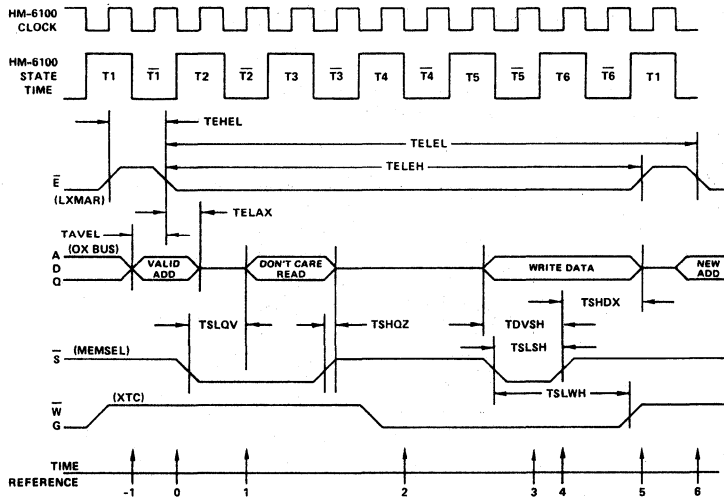 HM-6100
CLOCK
HM-6100
STATE
TIME
T1 T̅1̅ T2 T̅2̅ T3 T̅3̅ T4 T̅4̅ T5 T̅5̅ T6 T̅6̅ T1
TEHEL
TELEL
TELEH
E̅
(LXMAR)
TELAX
TAVEL
(OX BUS)
A
D
Q
VALID
ADD
DON'T CARE
READ
WRITE DATA
NEW
ADD
TSHDX
TSLQV
TSHQZ
TDVSH
S̅
(MEMSEL)
TSLSH
TSLWH
W̅
G
(XTC)
TIME
REFERENCE
-1 0 1 2 3 4 5 6